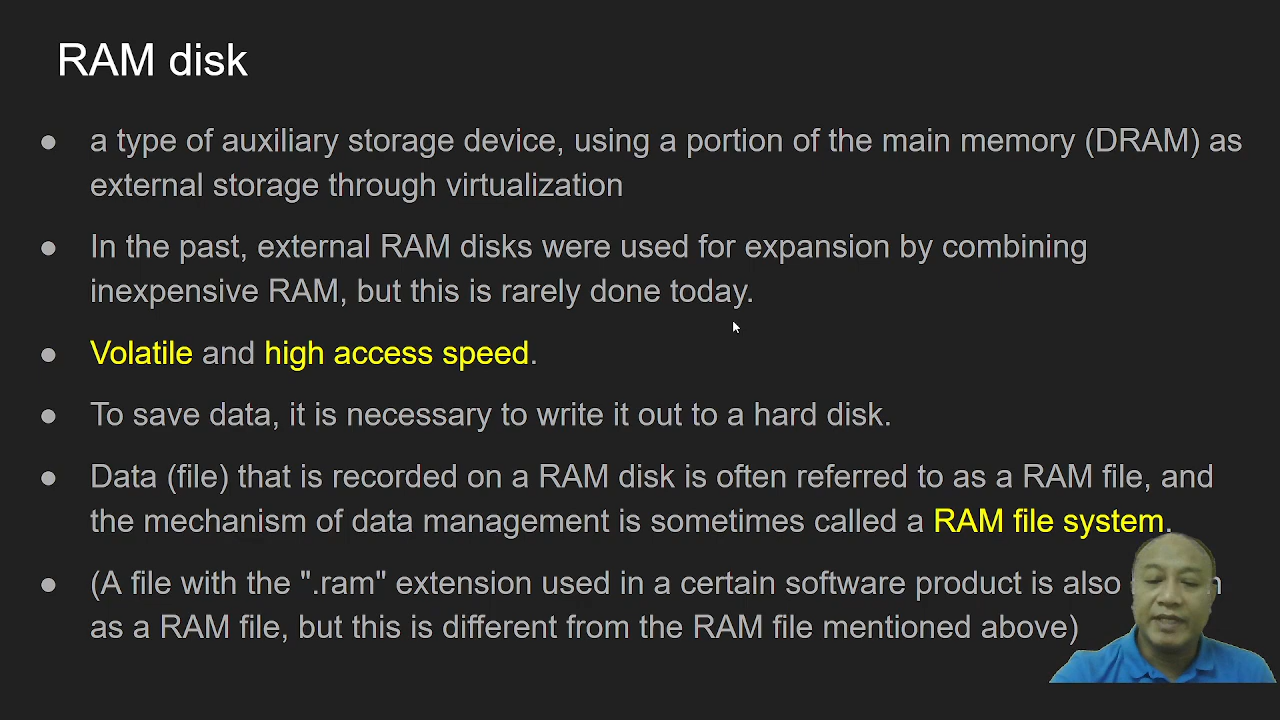 RAM disk
● a type of auxiliary storage device, using a portion of the main memory (DRAM) as
external storage through virtualization
● In the past, external RAM disks were used for expansion by combining
inexpensive RAM, but this is rarely done today.
● Volatile and high access speed.
● To save data, it is necessary to write it out to a hard disk.
● Data (file) that is recorded on a RAM disk is often referred to as a RAM file, and
the mechanism of data management is sometimes called a RAM file system.
● (A file with the ".ram" extension used in a certain software product is also
as a RAM file, but this is different from the RAM file mentioned above)